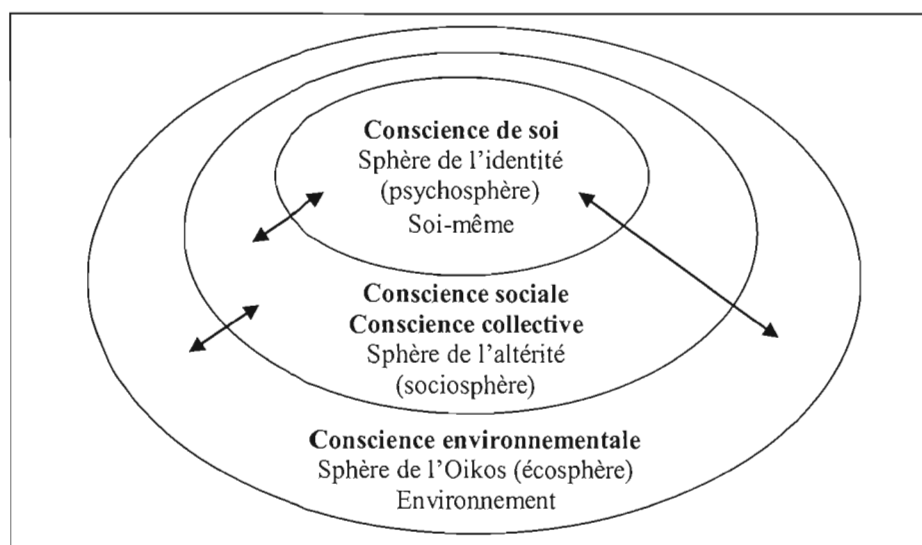 Conscience de soi
Sphère de l'identité
(psychosphère)
Soi-même
Conscience sociale
Conscience collective
Sphère de l'altérité
(sociosphère)
Conscience environnementale
Sphère de l'Oikos (écosphère)
Environnement